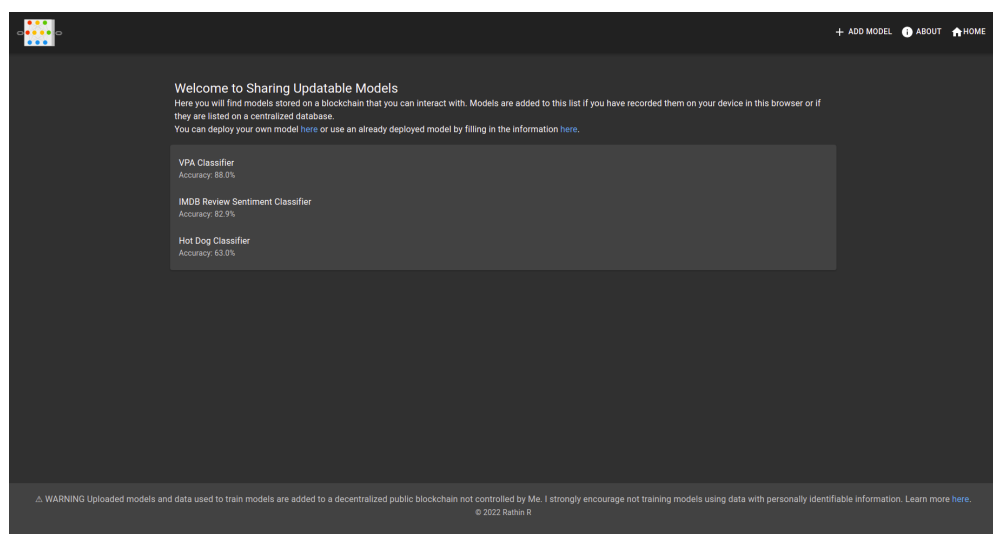 ADD MODEL ABOUT HOME
Welcome to Sharing Updatable Models
Here you will find models stored on a blockchain that you can interact with. Models are added to this list if you have recorded them on your device in this browser or if
they are listed on a centralized database.
You can deploy your own model here or use an already deployed model by filling in the information here.
VPA Classifier
Accuracy: 88.0%
IMDB Review Sentiment Classifier
Accuracy: 82.9%
Hot Dog Classifier
Accuracy: 63.0%
⚠ WARNING Uploaded models and data used to train models are added to a decentralized public blockchain not controlled by Me. I strongly encourage not training models using data with personally identifiable information. Learn more here.
© 2022 Rathin R